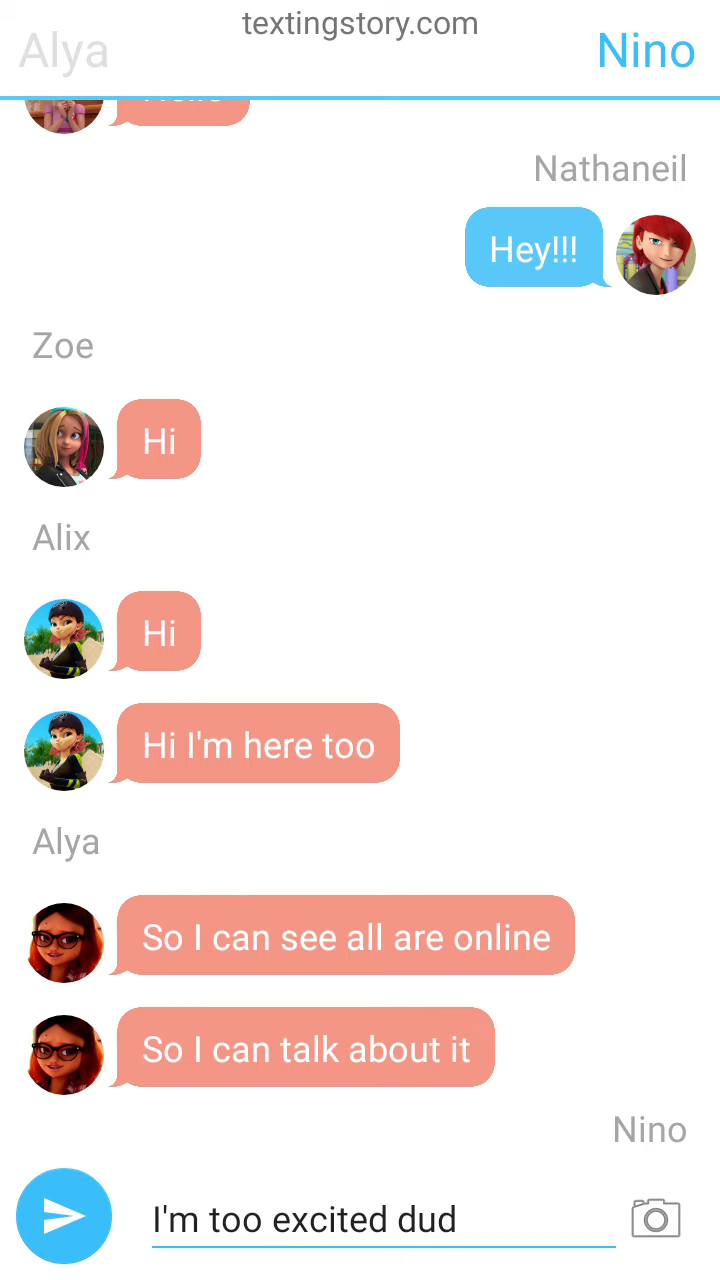 textingstory.com
Alya
Nino
Nathaneil
Hey!!!
Zoe
Hi
Alix
Hi
Hi I'm here too
Alya
So I can see all are online
So I can talk about it
Nino
I'm too excited dud